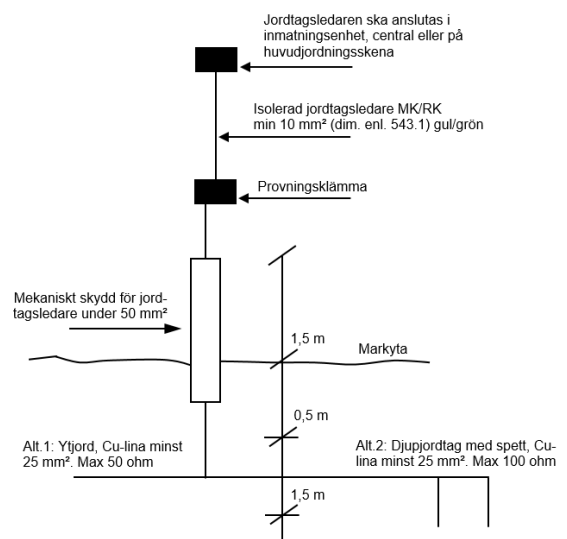 Jordtagsledaren ska anslutas i
inmatningsenhet, central eller på
huvudjordningsskena
Isolerad jordtagsledare MK/RK
min 10 mm² (dim. enl. 543.1) gul/grön
Provningsklämma
Mekaniskt skydd för jord-
tagsledare under 50 mm²
1,5 m
Markyta
0,5 m
Alt.1: Ytjord, Cu-lina minst
25 mm². Max 50 ohm
Alt.2: Djupjordtag med spett, Cu-
lina minst 25 mm². Max 100 ohm
1,5 m